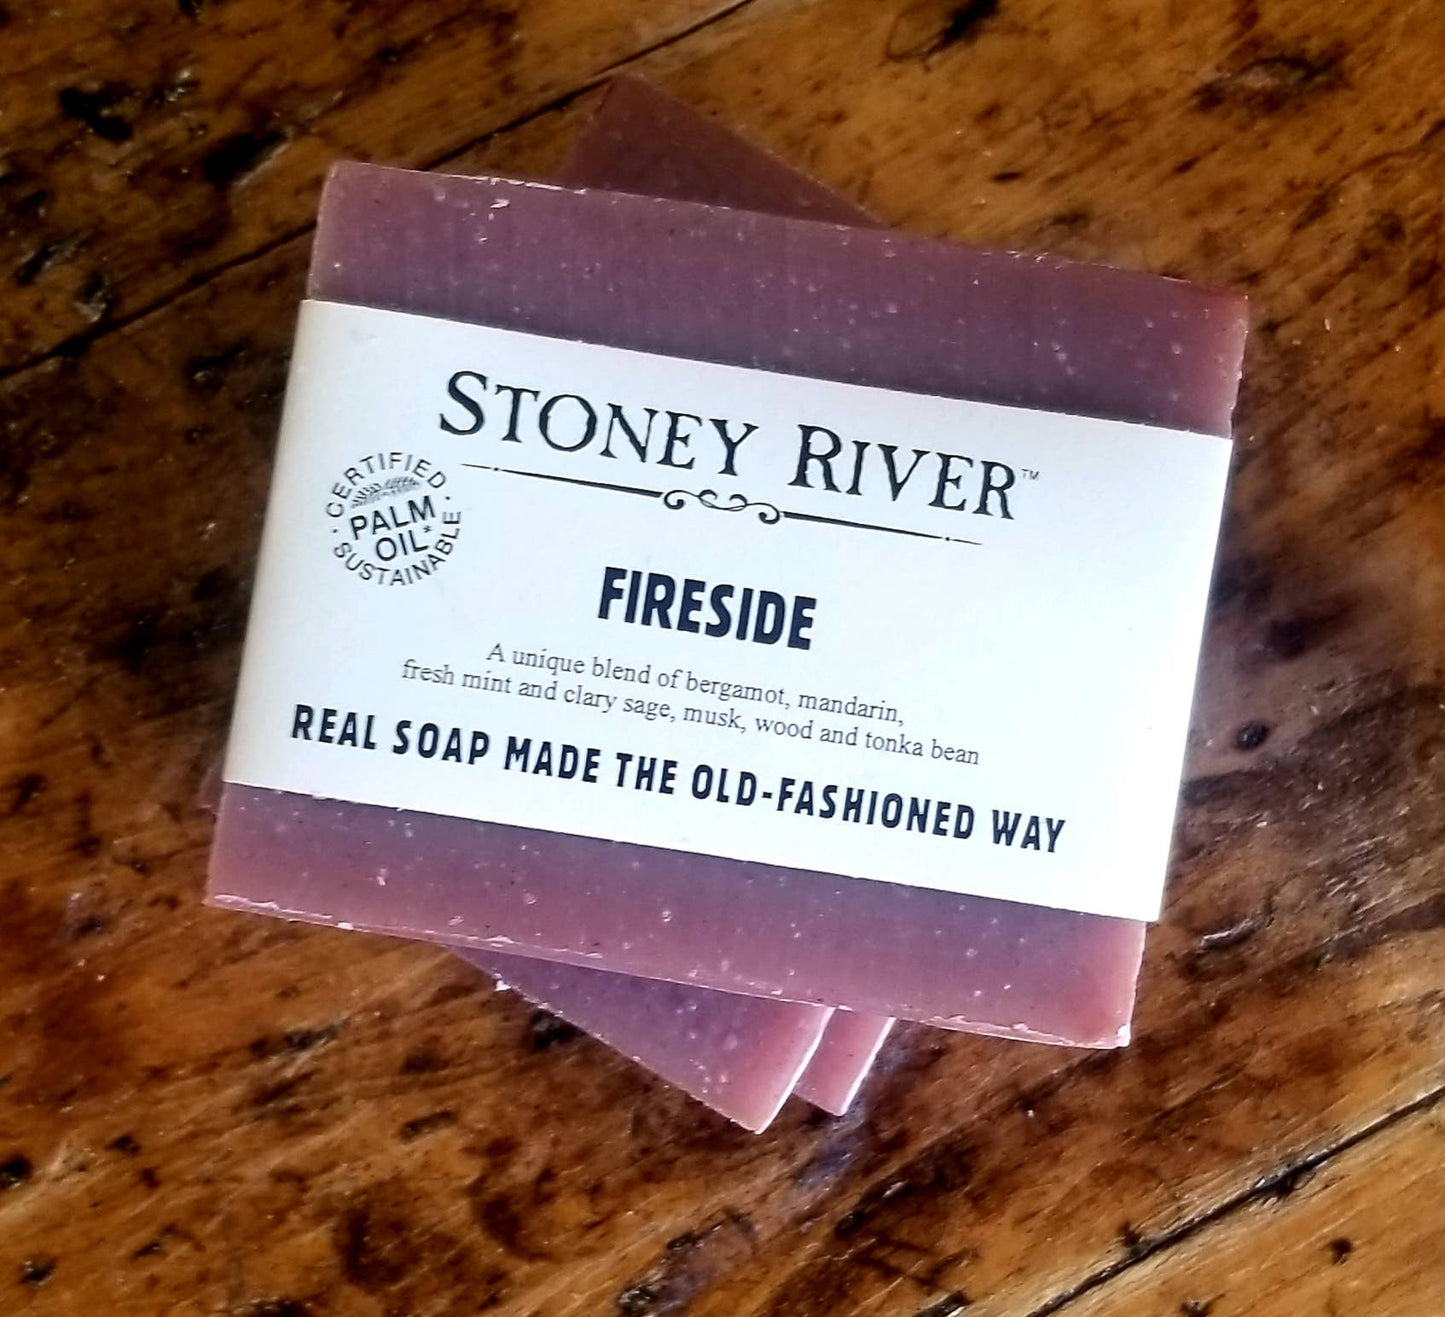 STONEY RIVER™
CERTIFIED
PALM
OIL*
SUSTAINABLE
FIRESIDE
A unique blend of bergamot, mandarin,
fresh mint and clary sage, musk, wood and tonka bean
REAL SOAP MADE THE OLD-FASHIONED WAY